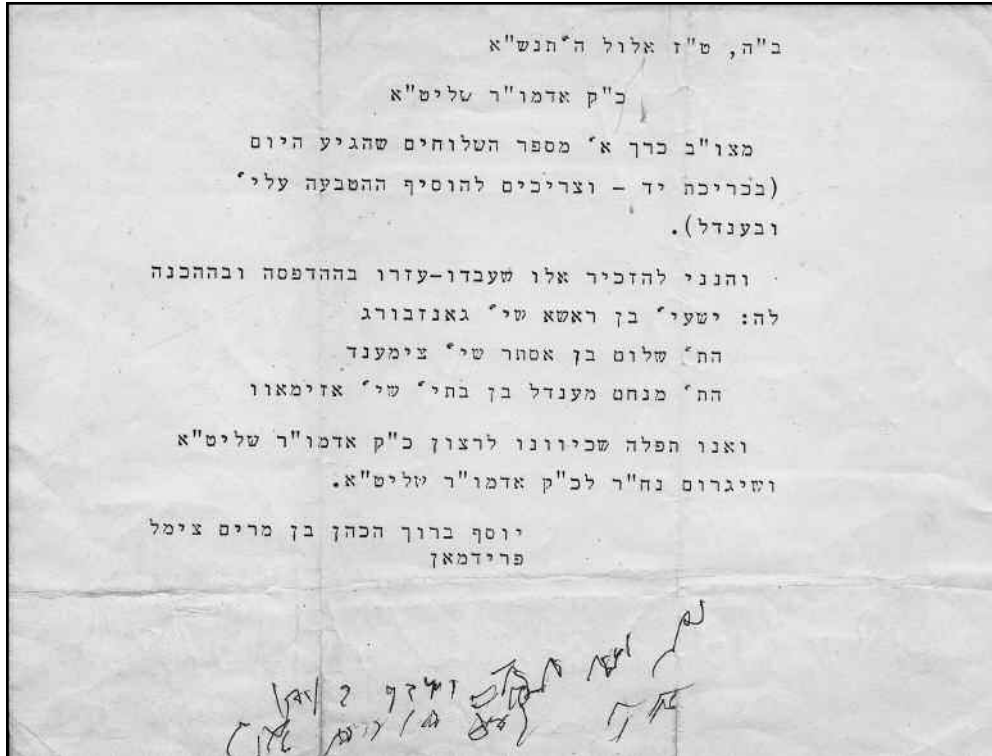 ב"ה, ט"ז אלול ה'תנש"א
כ"ק אדמו"ר שליט"א
מצו"ב כרך א' מספר השלוחים שהגיע היום
(בכריכת יד - וצריכים להוסיף ההטבעה עלי'
ובענדל).
והנני להזכיר אלו שעבדו-עזרו בההדפסה ובההכנה
לה: ישעי' בן ראשא שי' גאנזבורג
הת' שלום בן אסתר שי' צימענד
הת' מנחם מענדל בן בתי' שי' אזימאוו
ואנו תפלה שכיוונו לרצון כ"ק אדמו"ר שליט"א
ושיגרום נח"ר לכ"ק אדמו"ר שליט"א.
יוסף ברוך הכהן בן מרים צימל
פרידמאן